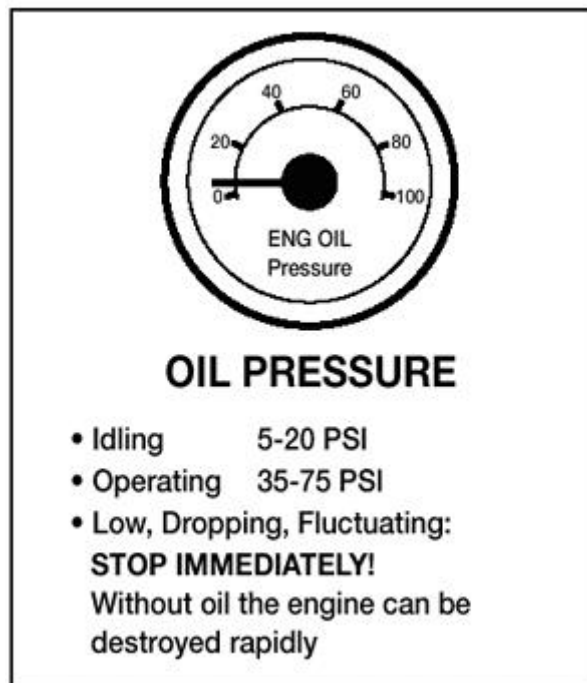 40 60
20 80
0 100
ENG OIL
Pressure
OIL PRESSURE
• Idling 5-20 PSI
• Operating 35-75 PSI
• Low, Dropping, Fluctuating:
STOP IMMEDIATELY!
Without oil the engine can be
destroyed rapidly